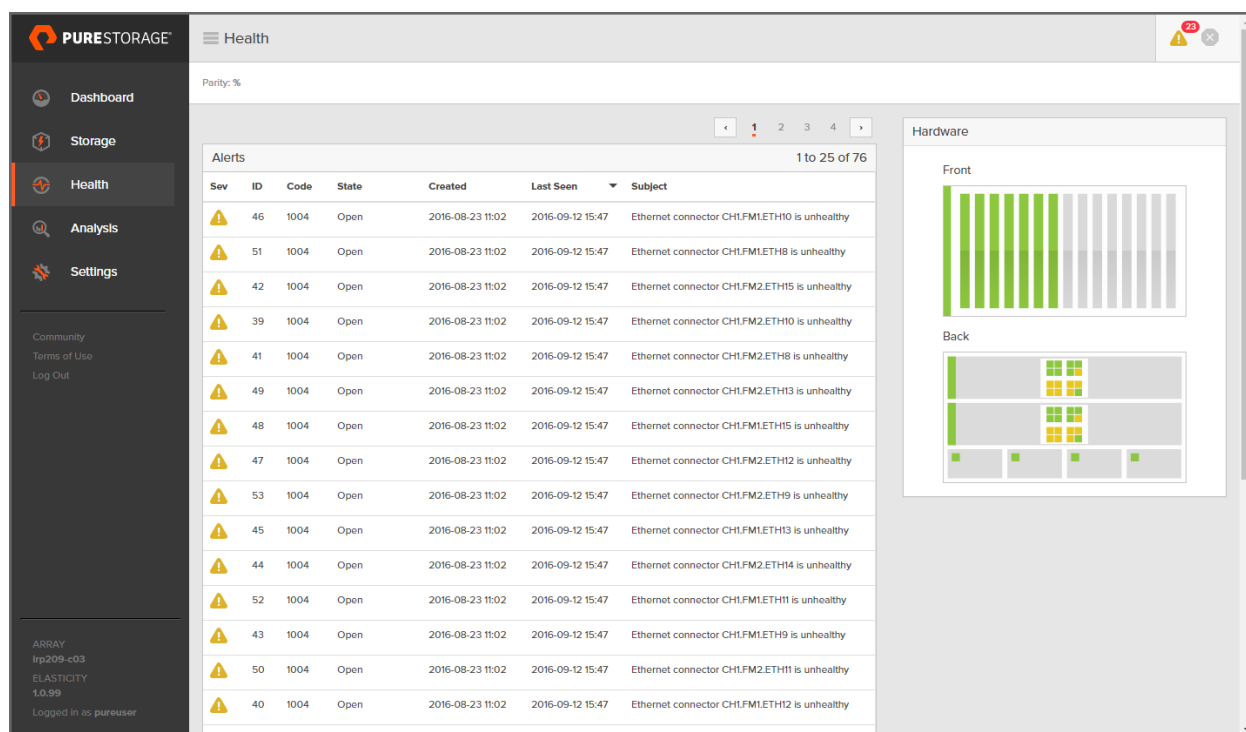 PURESTORAGE®
Health
23
Dashboard
Storage
Health
Analysis
Settings
Community
Terms of Use
Log Out
ARRAY
irp209-c03
ELASTICITY
1.0.99
Logged in as pureuser
Parity: %
1 2 3 4
Alerts 1 to 25 of 76
Sev ID Code State Created Last Seen Subject
46 1004 Open 2016-08-23 11:02 2016-09-12 15:47 Ethernet connector CH1.FM1.ETH10 is unhealthy
51 1004 Open 2016-08-23 11:02 2016-09-12 15:47 Ethernet connector CH1.FM1.ETH8 is unhealthy
42 1004 Open 2016-08-23 11:02 2016-09-12 15:47 Ethernet connector CH1.FM2.ETH15 is unhealthy
39 1004 Open 2016-08-23 11:02 2016-09-12 15:47 Ethernet connector CH1.FM2.ETH10 is unhealthy
41 1004 Open 2016-08-23 11:02 2016-09-12 15:47 Ethernet connector CH1.FM2.ETH8 is unhealthy
49 1004 Open 2016-08-23 11:02 2016-09-12 15:47 Ethernet connector CH1.FM2.ETH13 is unhealthy
48 1004 Open 2016-08-23 11:02 2016-09-12 15:47 Ethernet connector CH1.FM1.ETH15 is unhealthy
47 1004 Open 2016-08-23 11:02 2016-09-12 15:47 Ethernet connector CH1.FM2.ETH12 is unhealthy
53 1004 Open 2016-08-23 11:02 2016-09-12 15:47 Ethernet connector CH1.FM2.ETH9 is unhealthy
45 1004 Open 2016-08-23 11:02 2016-09-12 15:47 Ethernet connector CH1.FM1.ETH13 is unhealthy
44 1004 Open 2016-08-23 11:02 2016-09-12 15:47 Ethernet connector CH1.FM2.ETH14 is unhealthy
52 1004 Open 2016-08-23 11:02 2016-09-12 15:47 Ethernet connector CH1.FM1.ETH11 is unhealthy
43 1004 Open 2016-08-23 11:02 2016-09-12 15:47 Ethernet connector CH1.FM1.ETH9 is unhealthy
50 1004 Open 2016-08-23 11:02 2016-09-12 15:47 Ethernet connector CH1.FM2.ETH11 is unhealthy
40 1004 Open 2016-08-23 11:02 2016-09-12 15:47 Ethernet connector CH1.FM1.ETH12 is unhealthy
Hardware
Front
Back